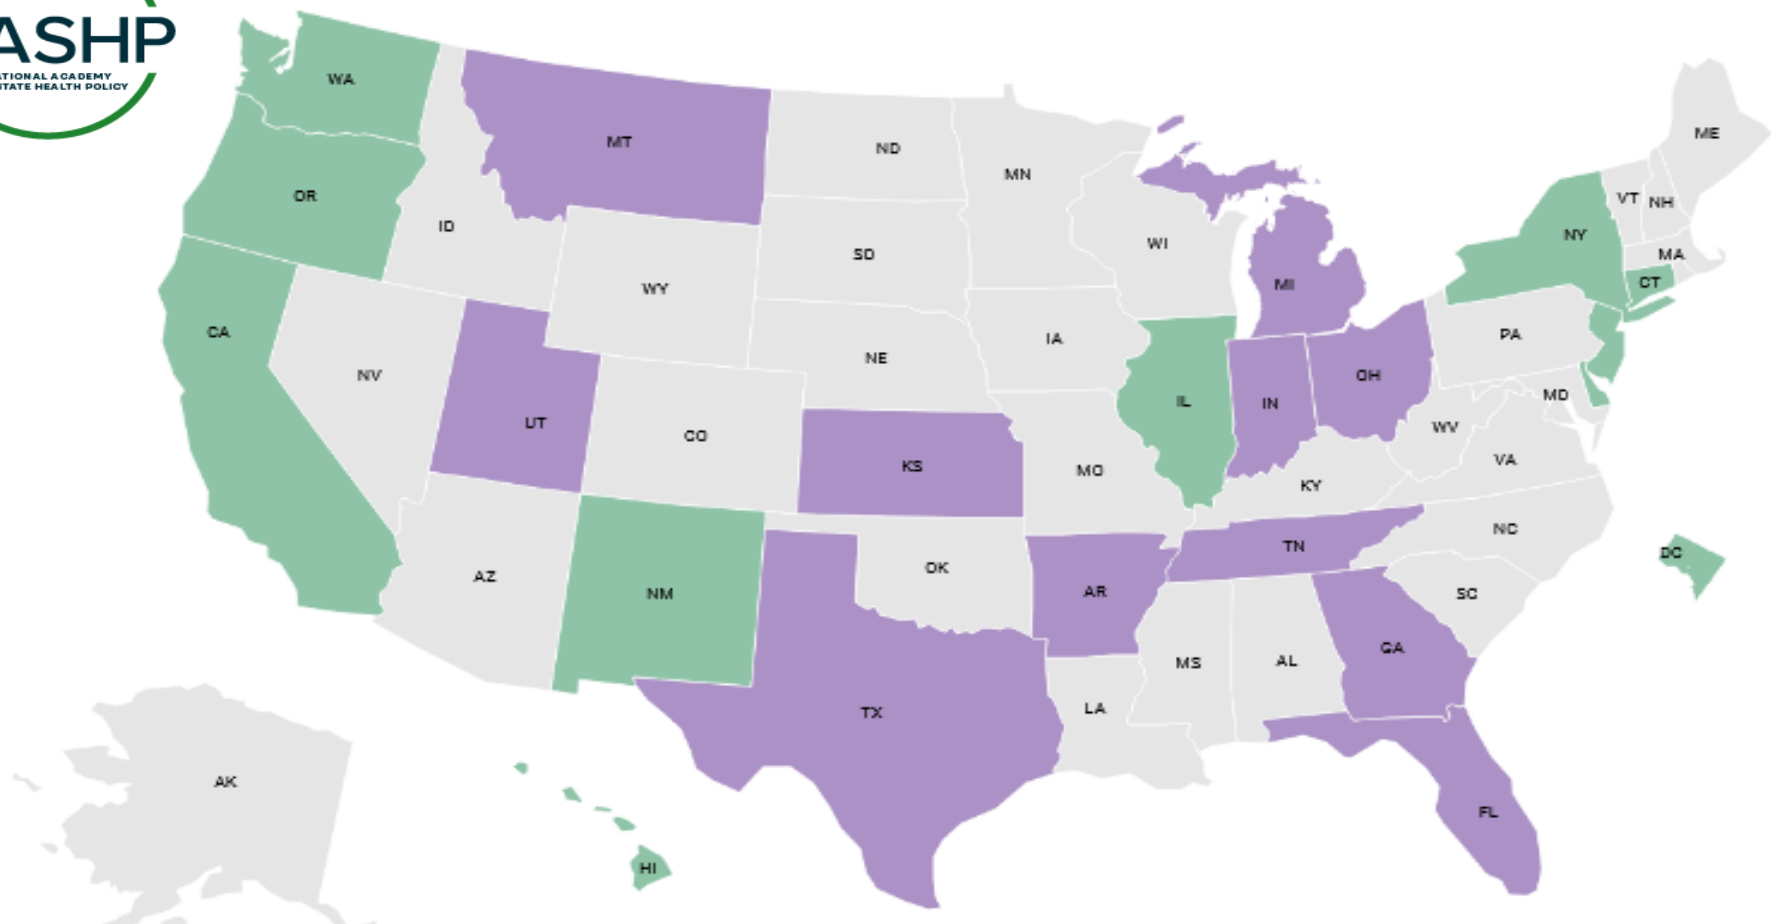 ASHP
ATIONAL ACADEMY
STATE HEALTH POLICY
WA
MT
ND
MN
ME
OR
ID
SD
WI
VT
NH
NY
MA
CT
WY
MI
CA
NE
IA
PA
NV
OH
MD
UT
CO
IL
IN
WV
KS
MO
KY
VA
NC
TN
DC
AZ
NM
OK
AR
SC
MS
AL
GA
TX
LA
AK
FL
HI